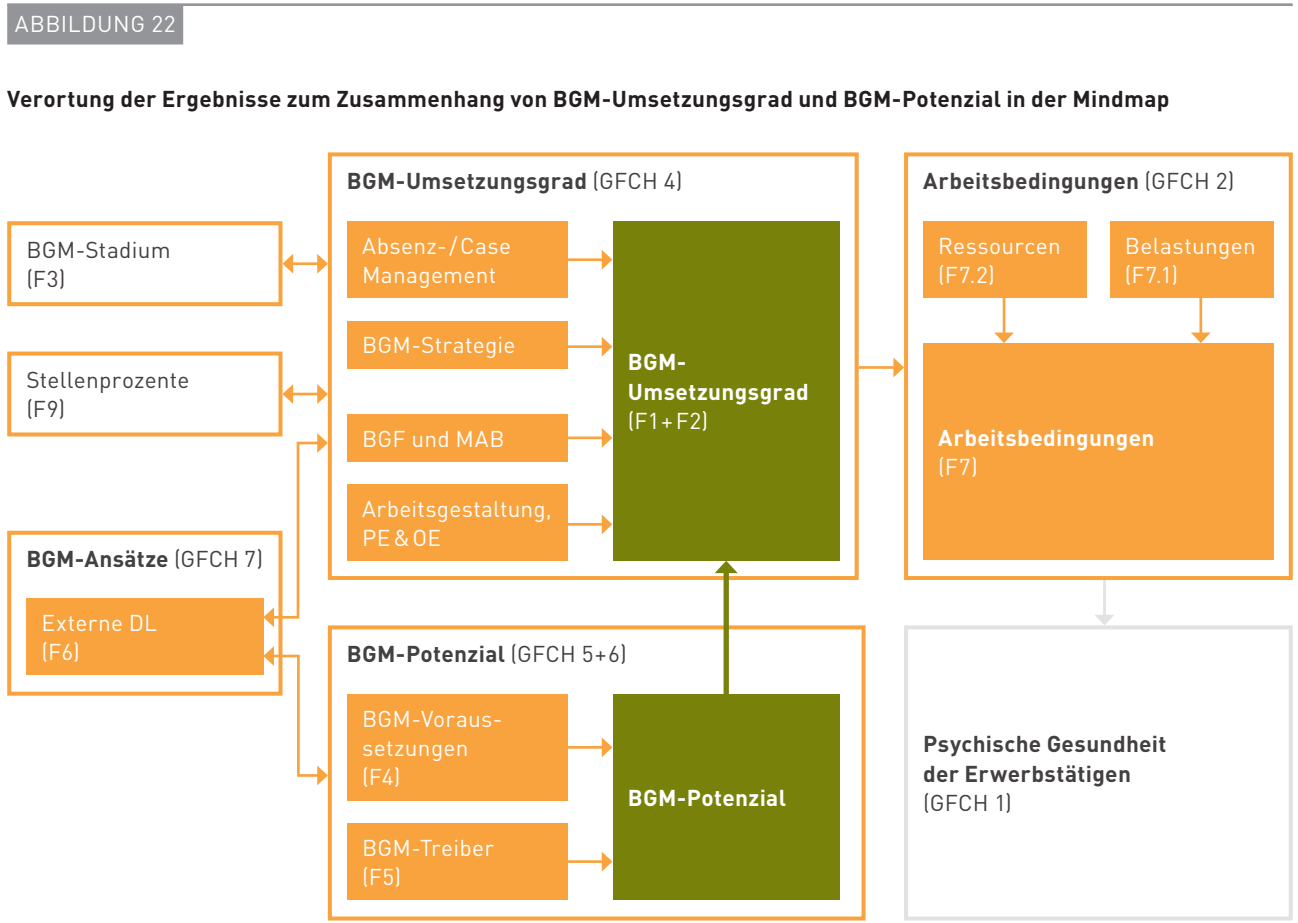 ABBILDUNG 22
Verortung der Ergebnisse zum Zusammenhang von BGM-Umsetzungsgrad und BGM-Potenzial in der Mindmap
BGM-Stadium
(F3)
Stellenprozente
(F9)
BGM-Ansätze (GFCH 7)
Externe DL
(F6)
BGM-Umsetzungsgrad (GFCH 4)
Absenz-/Case
Management
BGM-Strategie
BGF und MAB
Arbeitsgestaltung,
PE & OE
BGM-
Umsetzungsgrad
(F1+F2)
BGM-Potenzial (GFCH 5+6)
BGM-Voraus-
setzungen
(F4)
BGM-Treiber
(F5)
BGM-Potenzial
Arbeitsbedingungen (GFCH 2)
Ressourcen
(F7.2)
Belastungen
(F7.1)
Arbeitsbedingungen
(F7)
Psychische Gesundheit
der Erwerbstätigen
(GFCH 1)